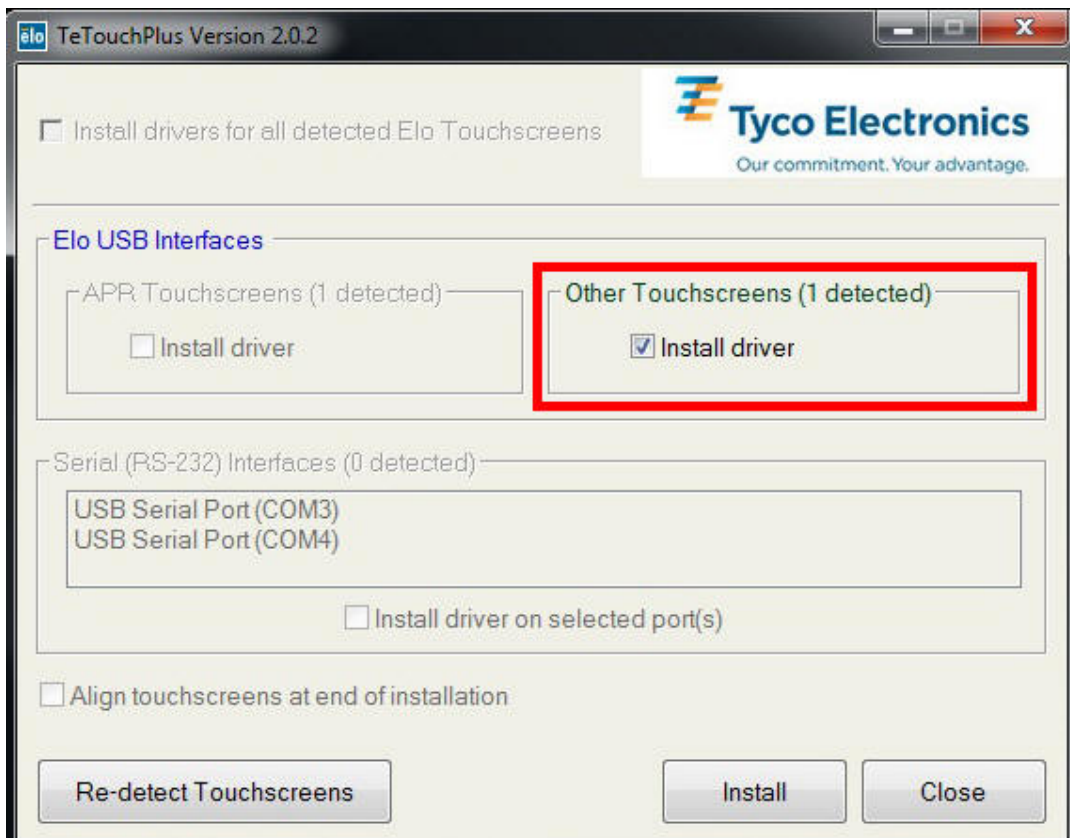 elo TeTouchPlus Version 2.0.2
Install drivers for all detected Elo Touchscreens
Tyco Electronics
Our commitment. Your advantage.
Elo USB Interfaces
APR Touchscreens (1 detected)
Other Touchscreens (1 detected)
Install driver
Install driver
Serial (RS-232) Interfaces (0 detected)
USB Serial Port (COM3)
USB Serial Port (COM4)
Install driver on selected port(s)
Align touchscreens at end of installation
Re-detect Touchscreens
Install
Close